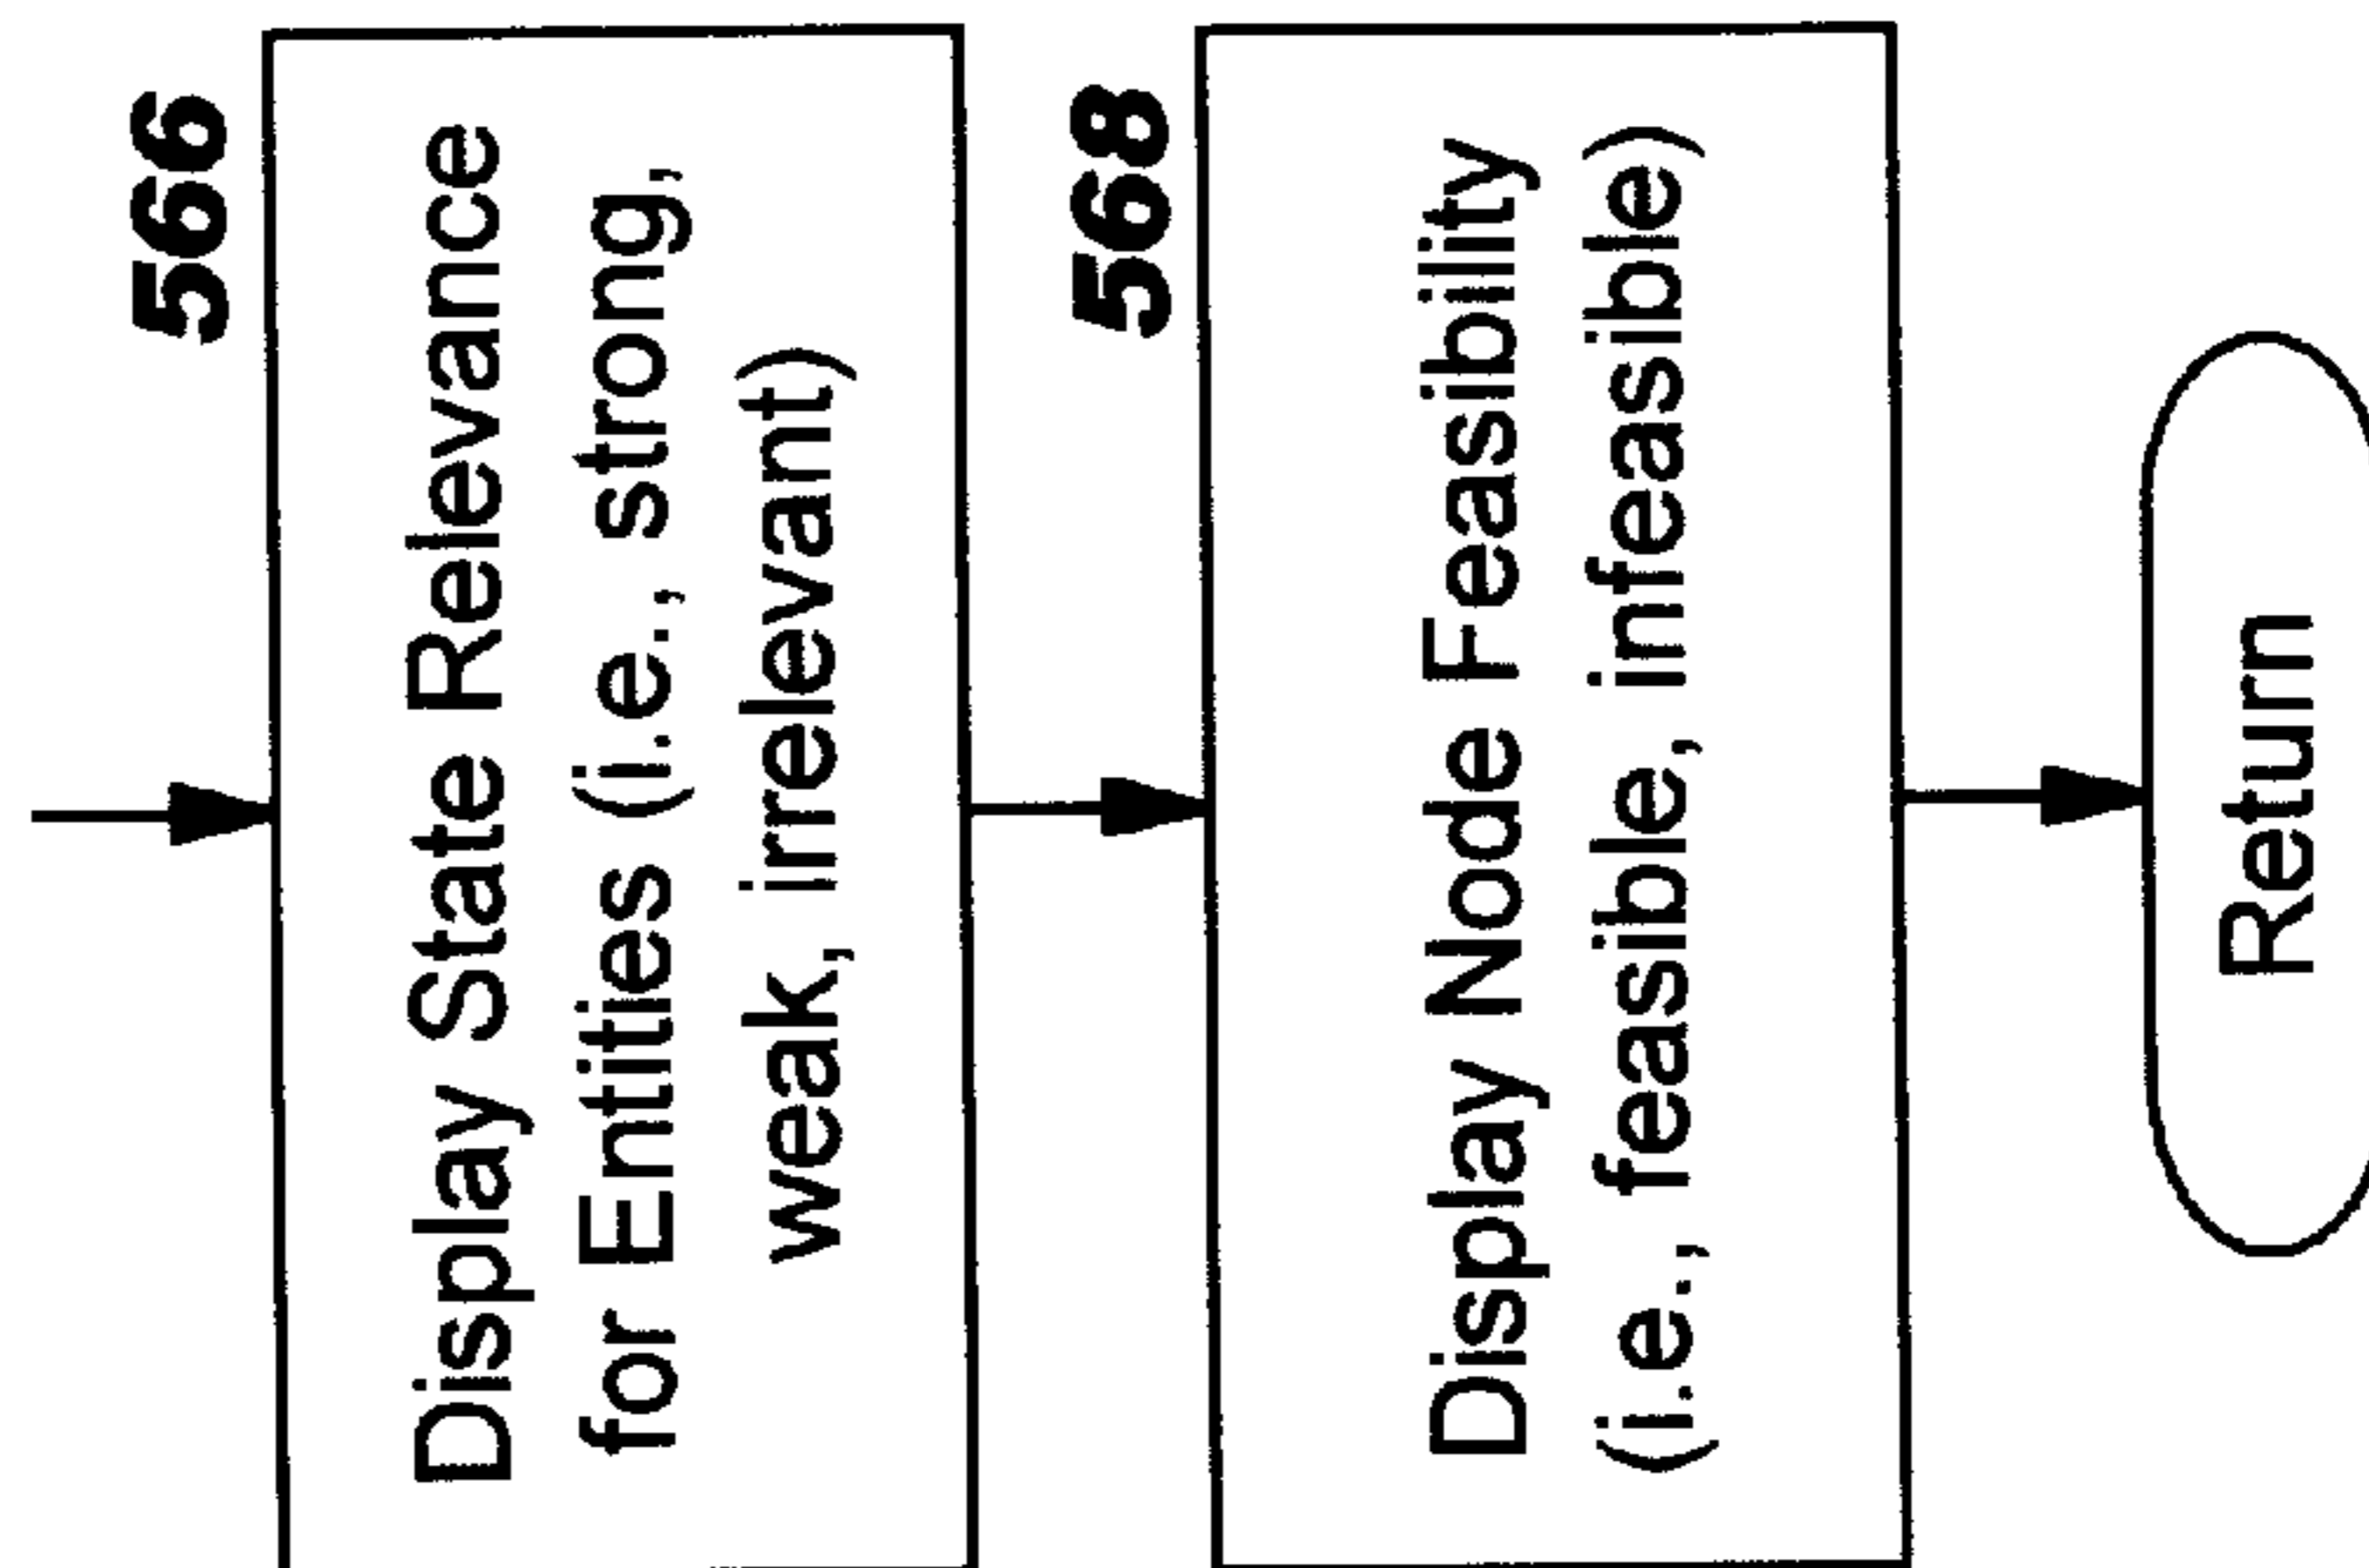 566
Display State Relevance
for Entities (i.e., strong,
weak, irrelevant)
568
Display Node Feasibility
(i.e., feasible, infeasible)
Return